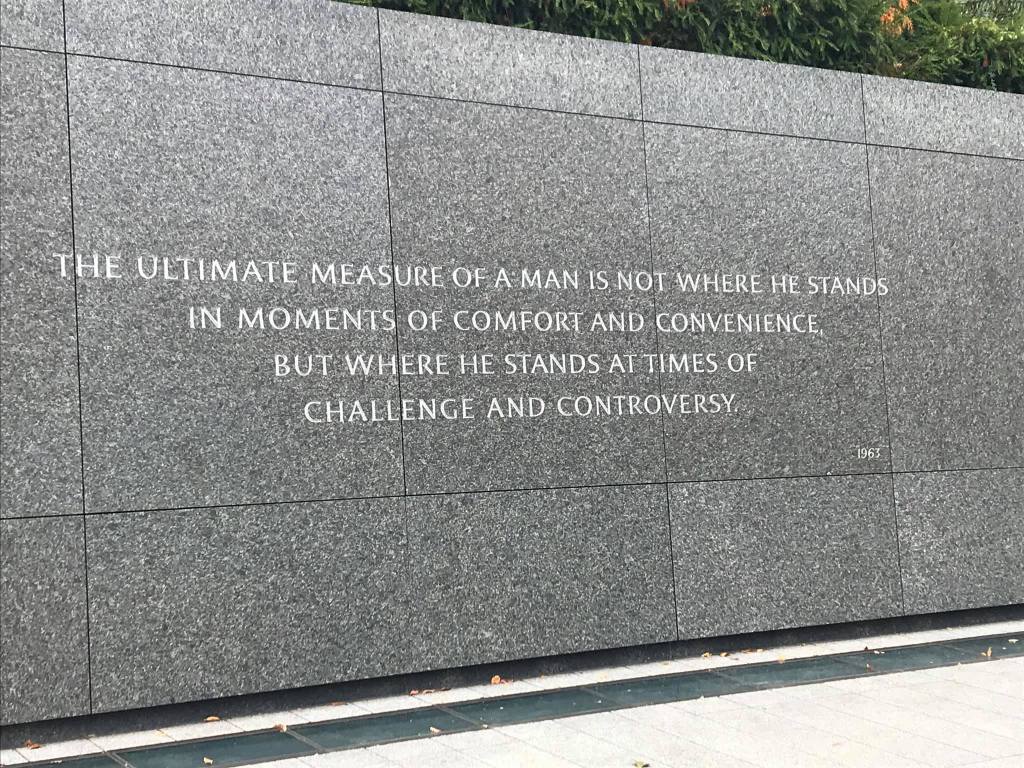 THE ULTIMATE MEASURE OF A MAN IS NOT WHERE HE STANDS
IN MOMENTS OF COMFORT AND CONVENIENCE,
BUT WHERE HE STANDS AT TIMES OF
CHALLENGE AND CONTROVERSY.
1963